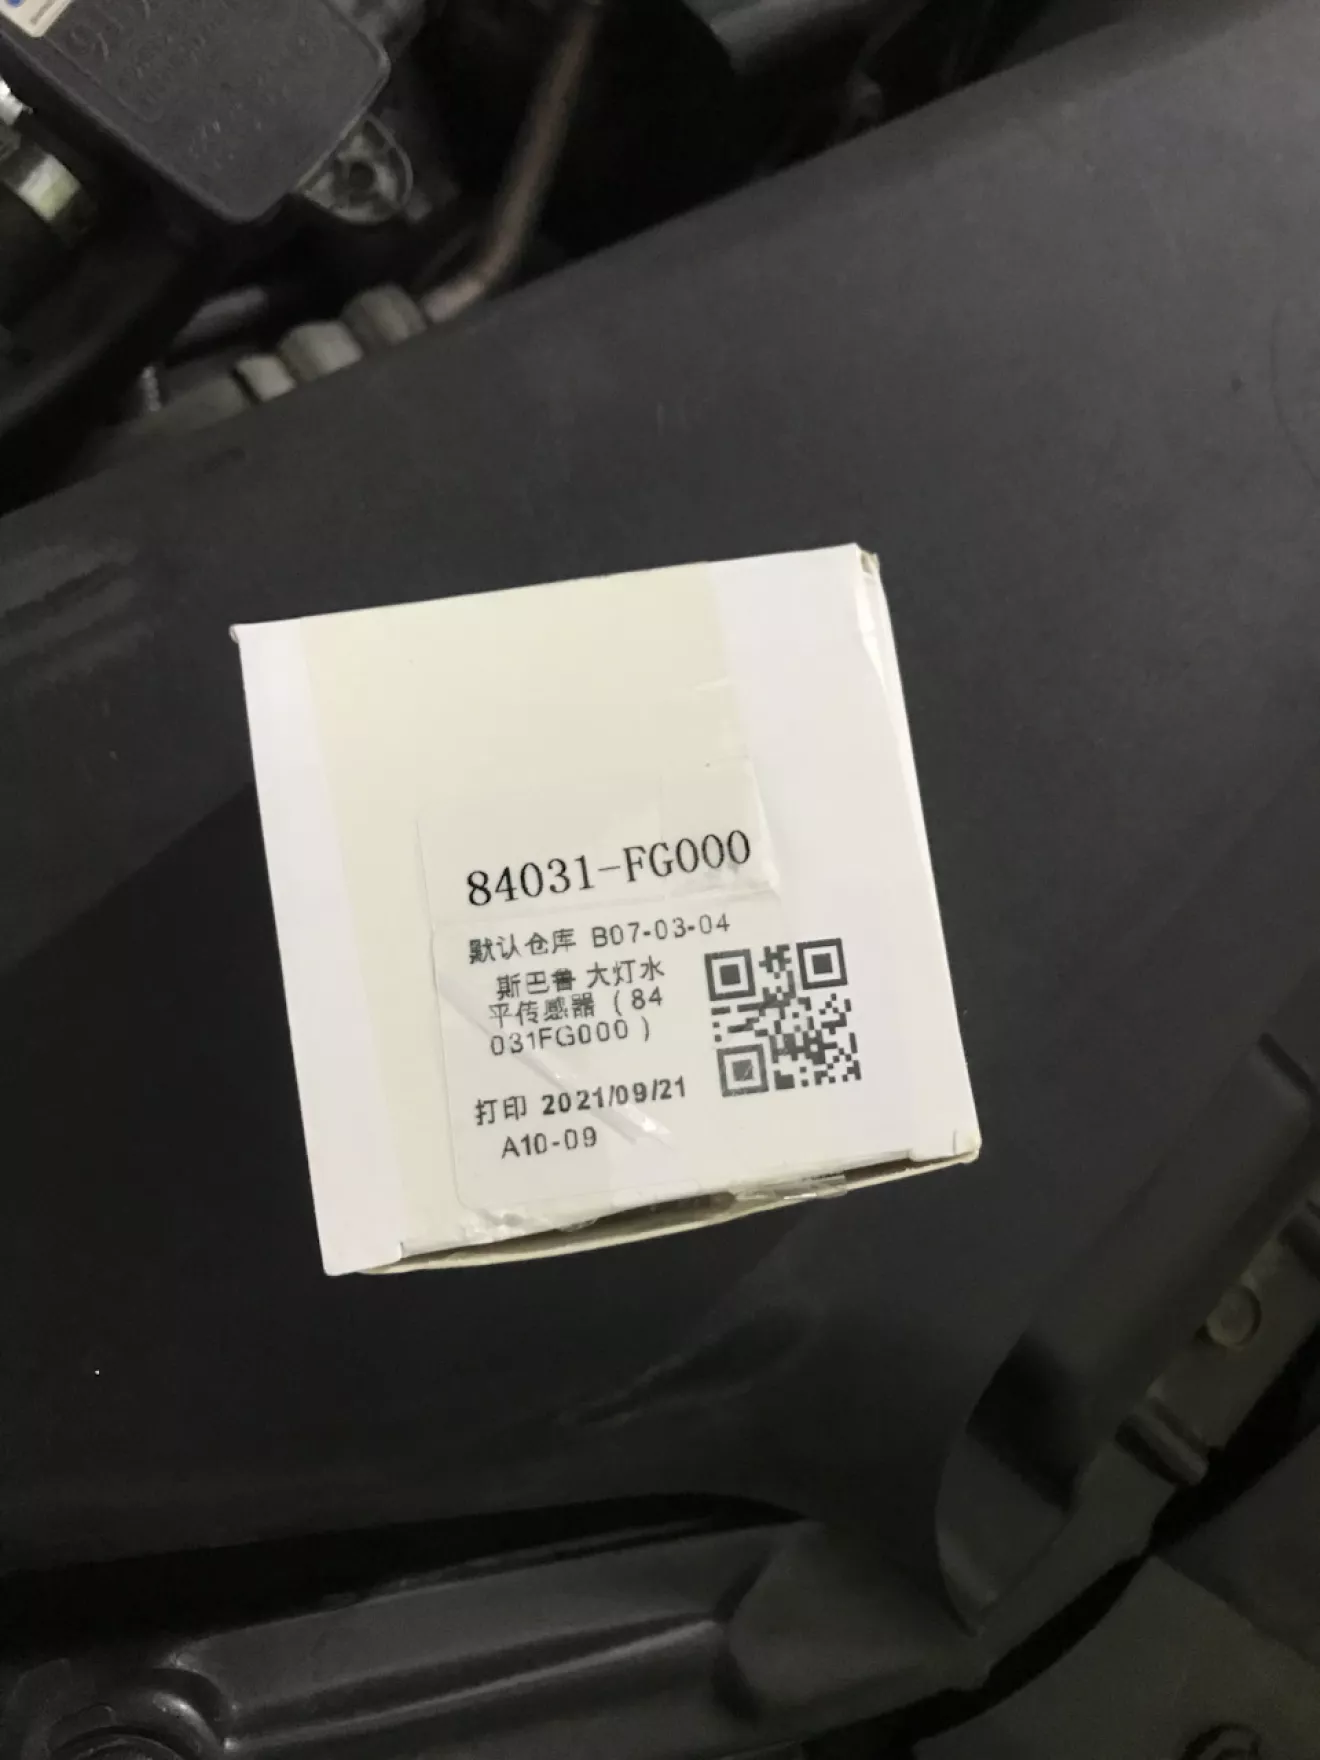 84031-FG000
默认仓库 B07-03-04
斯巴鲁 大灯水
平传感器（84
031FG000）
打印 2021/09/21
A10-09